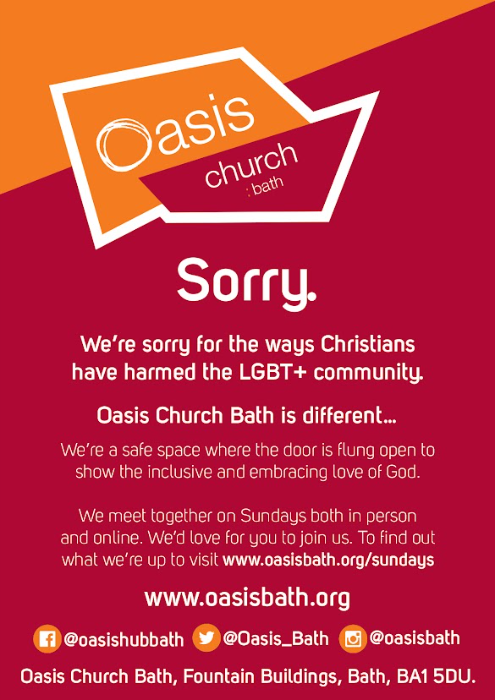 Oasis
church
: bath
Sorry.
We're sorry for the ways Christians
have harmed the LGBT+ community.
Oasis Church Bath is different...
We're a safe space where the door is flung open to
show the inclusive and embracing love of God.
We meet together on Sundays both in person
and online. We'd love for you to join us. To find out
what we're up to visit www.oasisbath.org/sundays
www.oasisbath.org
@oasishubbath @Oasis_Bath @oasisbath
Oasis Church Bath, Fountain Buildings, Bath, BA1 5DU.